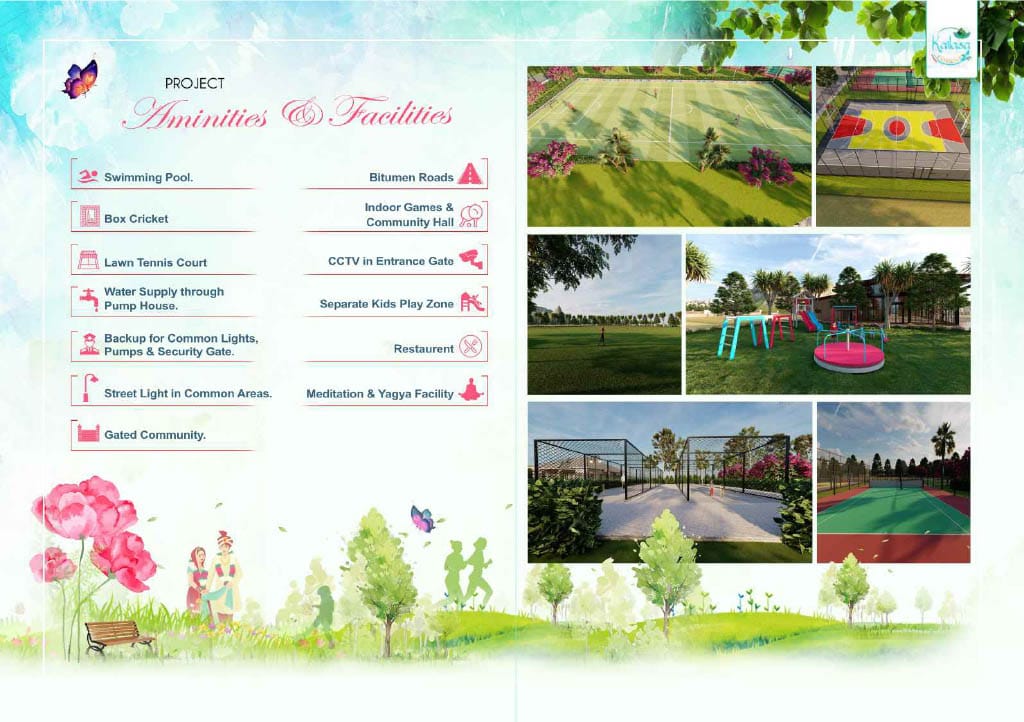 PROJECT
Aminities & Facilities
Swimming Pool.
Box Cricket
Lawn Tennis Court
Water Supply through
Pump House.
Backup for Common Lights,
Pumps & Security Gate.
Street Light in Common Areas.
Gated Community.
Bitumen Roads
Indoor Games &
Community Hall
CCTV in Entrance Gate
Separate Kids Play Zone
Restaurent
Meditation & Yagya Facility
Kailasa